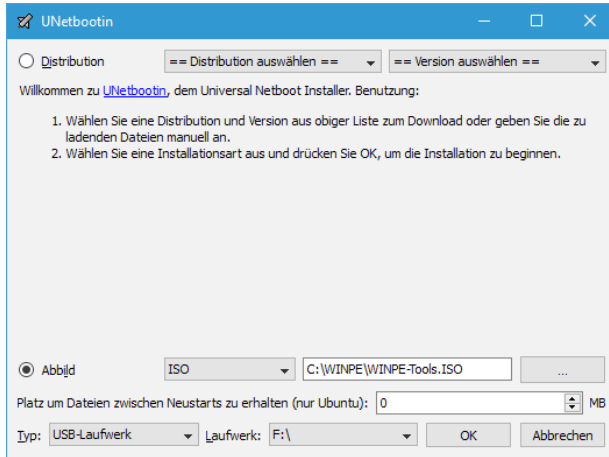 UNetbootin
Distribution == Distribution auswählen == == Version auswählen ==
Willkommen zu UNetbootin, dem Universal Netboot Installer. Benutzung:
1. Wählen Sie eine Distribution und Version aus obiger Liste zum Download oder geben Sie die zu
ladenden Dateien manuell an.
2. Wählen Sie eine Installationsart aus und drücken Sie OK, um die Installation zu beginnen.
Abbild ISO C:\WINPE\WINPE-Tools.ISO ...
Platz um Dateien zwischen Neustarts zu erhalten (nur Ubuntu): 0 MB
Typ: USB-Laufwerk Laufwerk: F:\ OK Abbrechen